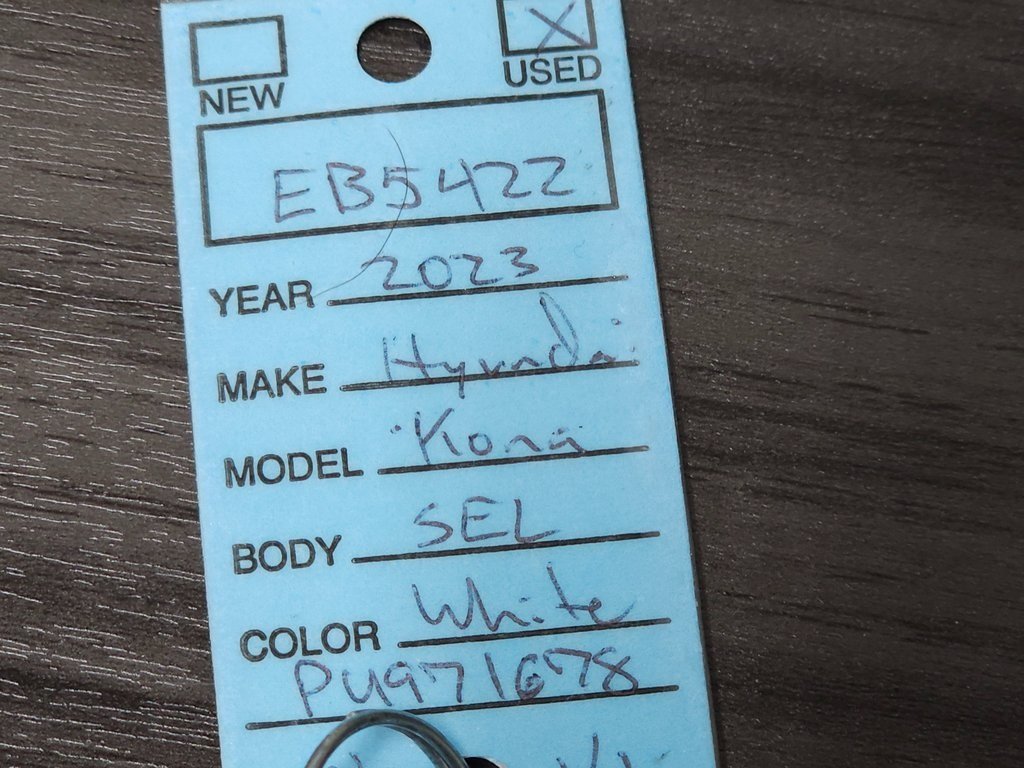 NEW X USED
EB5422
YEAR 2023
MAKE Hyundai
MODEL Kona
BODY SEL
COLOR White
PU971678